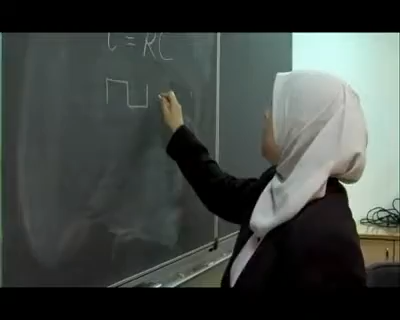 τ = RC